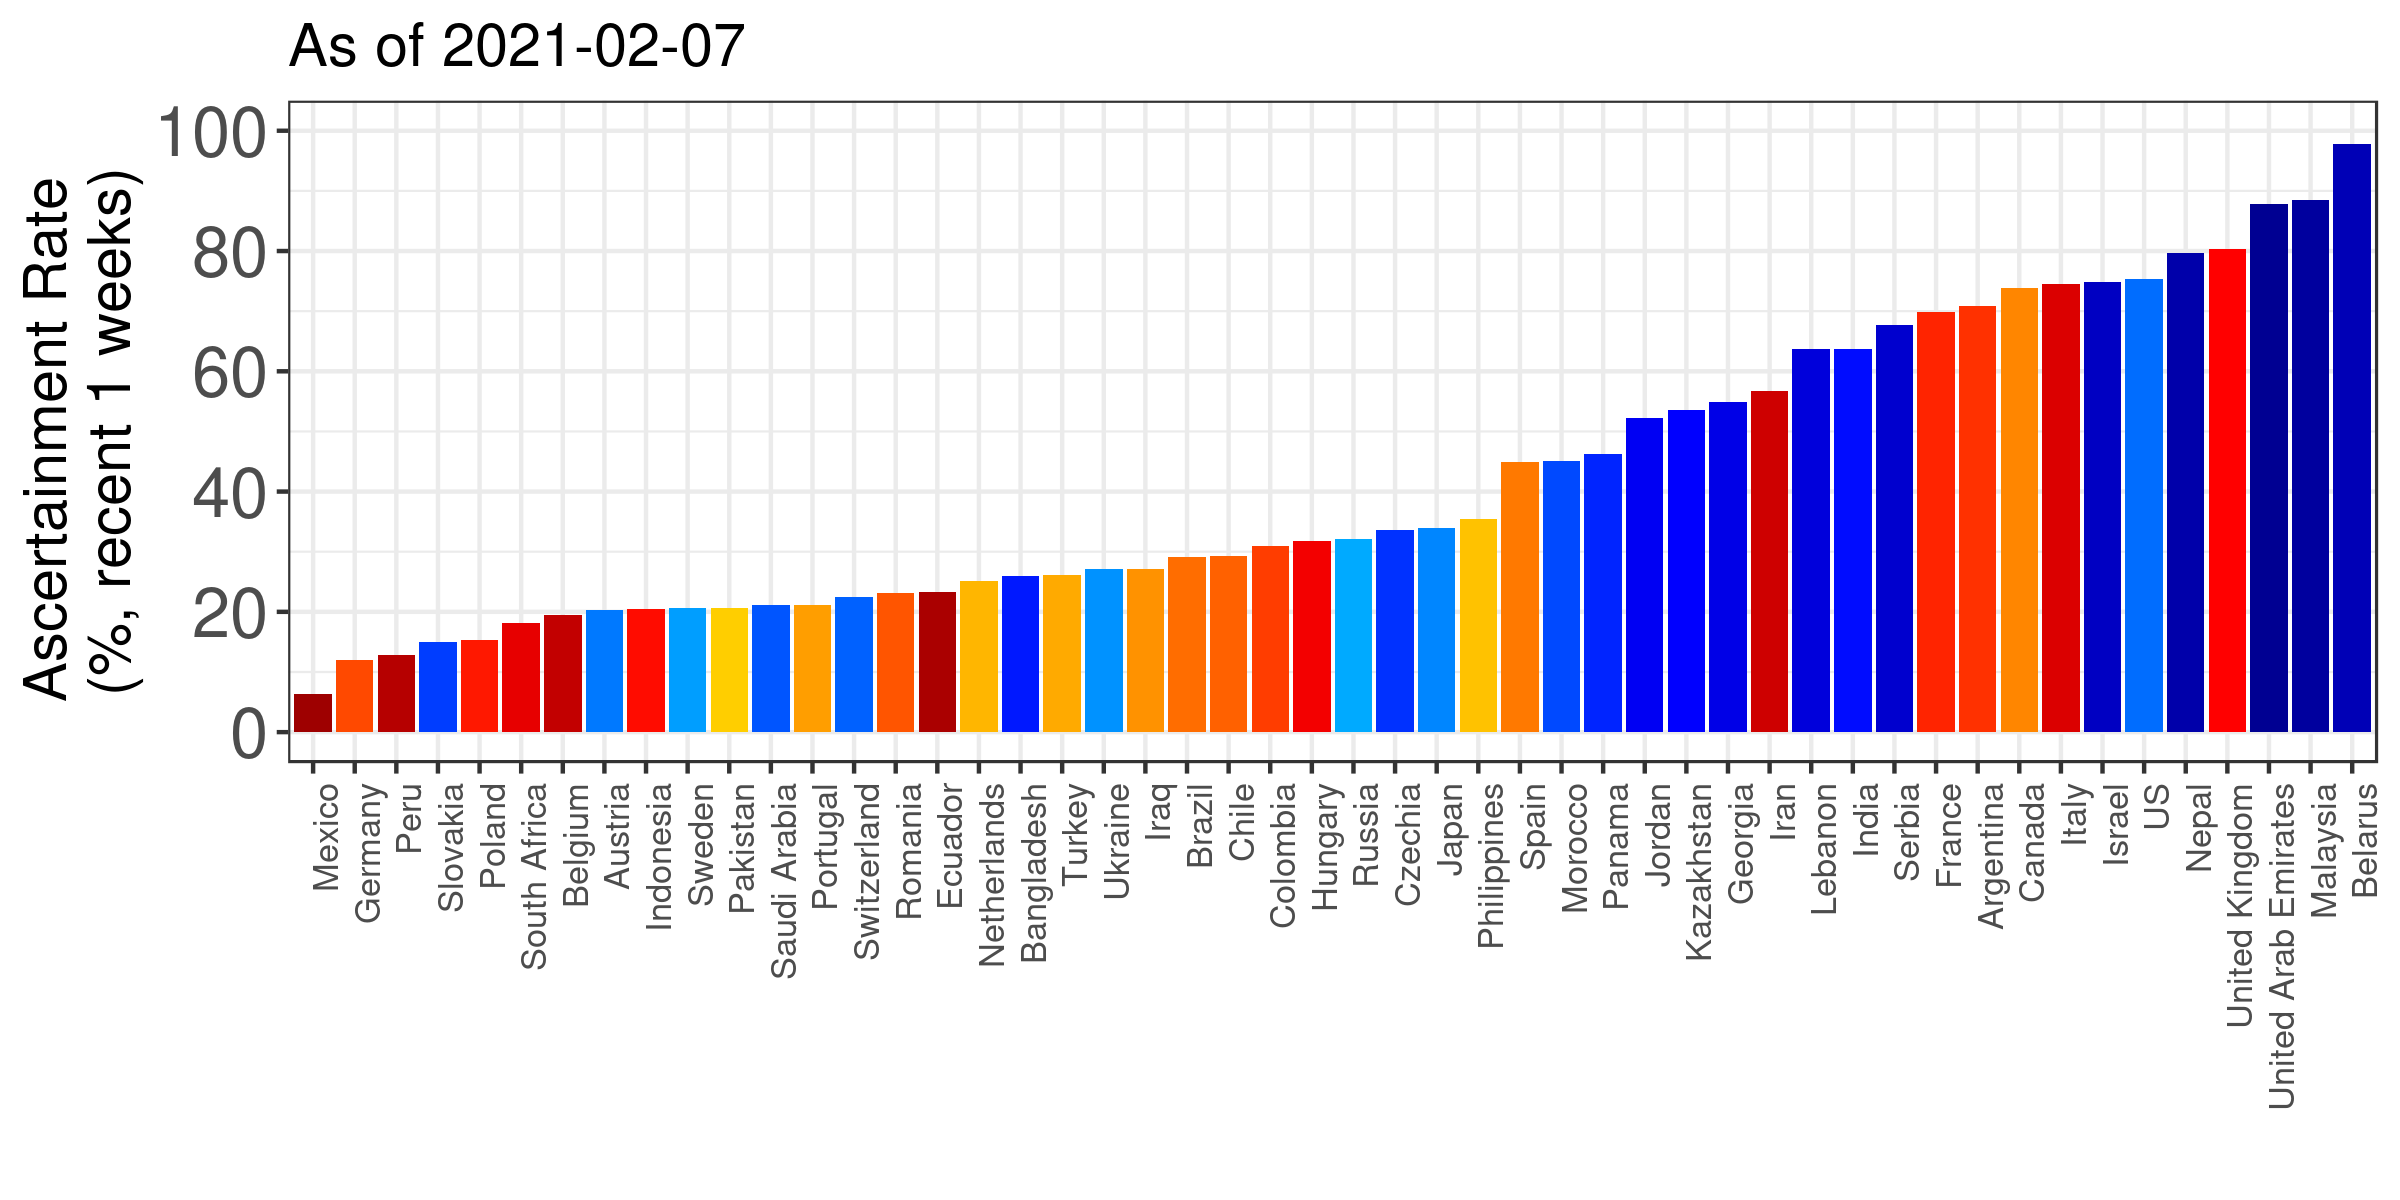 As of 2021-02-07
Ascertainment Rate
(%, recent 1 weeks)
100
80
60
40
20
0
Mexico
Germany
Peru
Slovakia
Poland
South Africa
Belgium
Austria
Indonesia
Sweden
Pakistan
Saudi Arabia
Portugal
Switzerland
Romania
Ecuador
Netherlands
Bangladesh
Turkey
Ukraine
Iraq
Brazil
Chile
Colombia
Hungary
Russia
Czechia
Japan
Philippines
Spain
Morocco
Panama
Jordan
Kazakhstan
Georgia
Iran
Lebanon
India
Serbia
France
Argentina
Canada
Italy
Israel
US
Nepal
United Kingdom
United Arab Emirates
Malaysia
Belarus